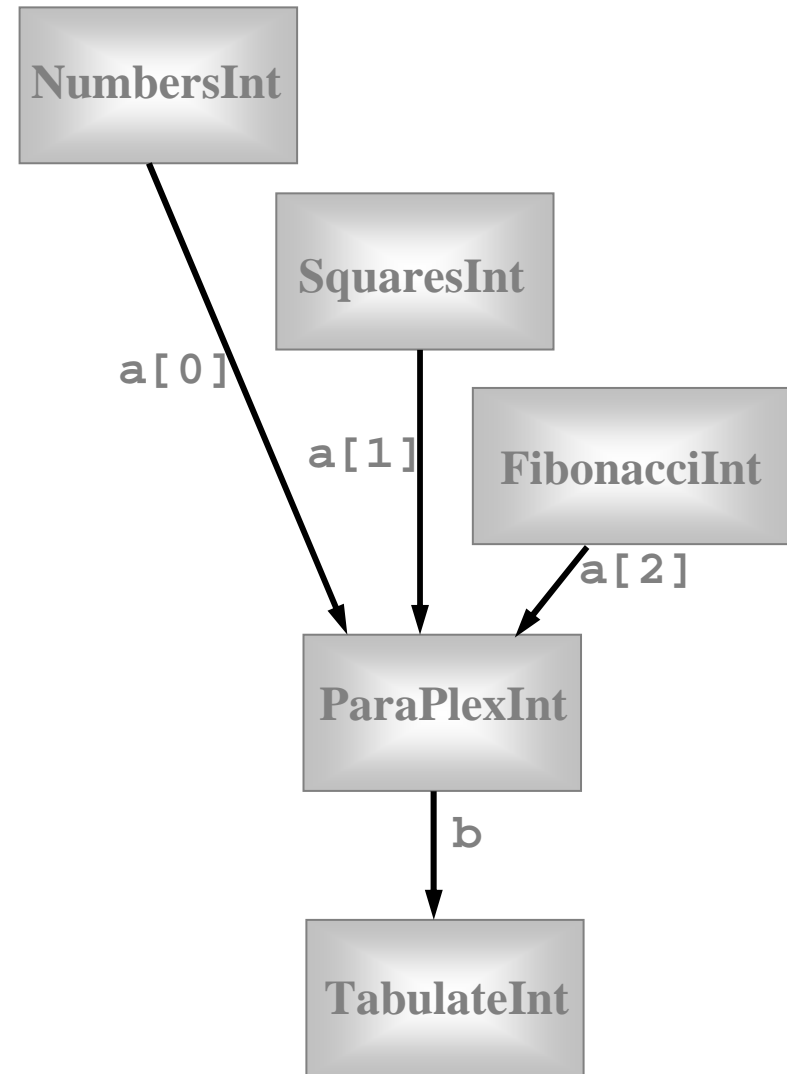 NumbersInt
SquaresInt
a[0]
a[1]
FibonacciInt
a[2]
ParaPlexInt
b
TabulateInt